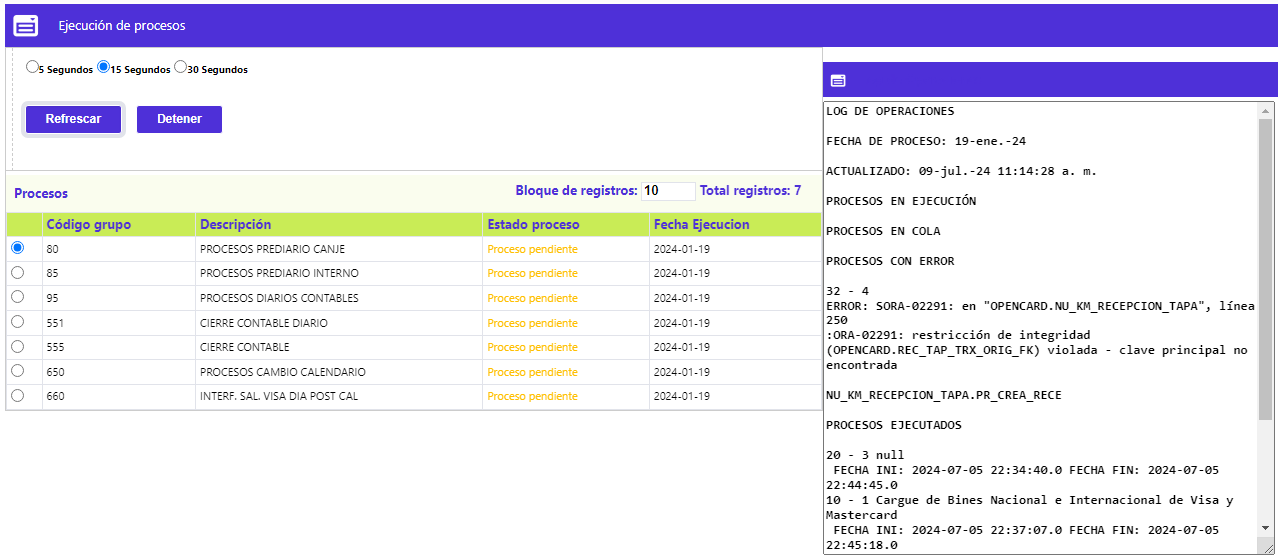 Ejecución de procesos
5 Segundos 15 Segundos 30 Segundos
Refrescar Detener
Procesos Bloque de registros: 10 Total registros: 7
Código grupo Descripción Estado proceso Fecha Ejecucion
80 PROCESOS PREDIARIO CANJE Proceso pendiente 2024-01-19
85 PROCESOS PREDIARIO INTERNO Proceso pendiente 2024-01-19
95 PROCESOS DIARIOS CONTABLES Proceso pendiente 2024-01-19
551 CIERRE CONTABLE DIARIO Proceso pendiente 2024-01-19
555 CIERRE CONTABLE Proceso pendiente 2024-01-19
650 PROCESOS CAMBIO CALENDARIO Proceso pendiente 2024-01-19
660 INTERF. SAL. VISA DIA POST CAL Proceso pendiente 2024-01-19
LOG DE OPERACIONES
FECHA DE PROCESO: 19-ene.-24
ACTUALIZADO: 09-jul.-24 11:14:28 a. m.
PROCESOS EN EJECUCIÓN
PROCESOS EN COLA
PROCESOS CON ERROR
32 - 4
ERROR: SORA-02291: en "OPENCARD.NU_KM_RECEPCION_TAPA", línea
250
:ORA-02291: restricción de integridad
(OPENCARD.REC_TAP_TRX_ORIG_FK) violada - clave principal no
encontrada
NU_KM_RECEPCION_TAPA.PR_CREA_RECE
PROCESOS EJECUTADOS
20 - 3 null
FECHA INI: 2024-07-05 22:34:40.0 FECHA FIN: 2024-07-05
22:44:45.0
10 - 1 Cargue de Bines Nacional e Internacional de Visa y
Mastercard
FECHA INI: 2024-07-05 22:37:07.0 FECHA FIN: 2024-07-05
22:45:18.0